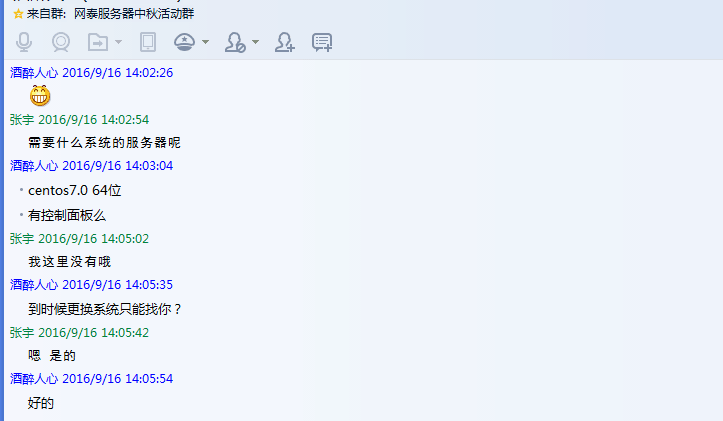 来自群: 网泰服务器中秋活动群
酒醉人心 2016/9/16 14:02:26
张宇 2016/9/16 14:02:54
需要什么系统的服务器呢
酒醉人心 2016/9/16 14:03:04
centos7.0 64位
有控制面板么
张宇 2016/9/16 14:05:02
我这里没有哦
酒醉人心 2016/9/16 14:05:35
到时候更换系统只能找你？
张宇 2016/9/16 14:05:42
嗯 是的
酒醉人心 2016/9/16 14:05:54
好的